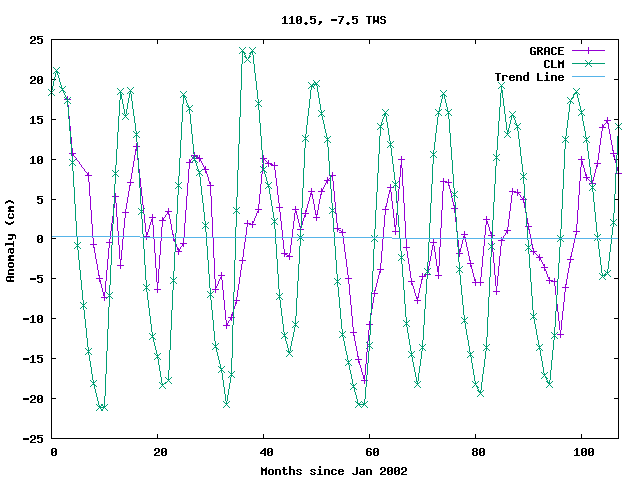 110.5, -7.5 TWS
GRACE
CLM
Trend Line
25
20
15
10
5
0
-5
-10
-15
-20
-25
Anomaly (cm)
0 20 40 60 80 100
Months since Jan 2002